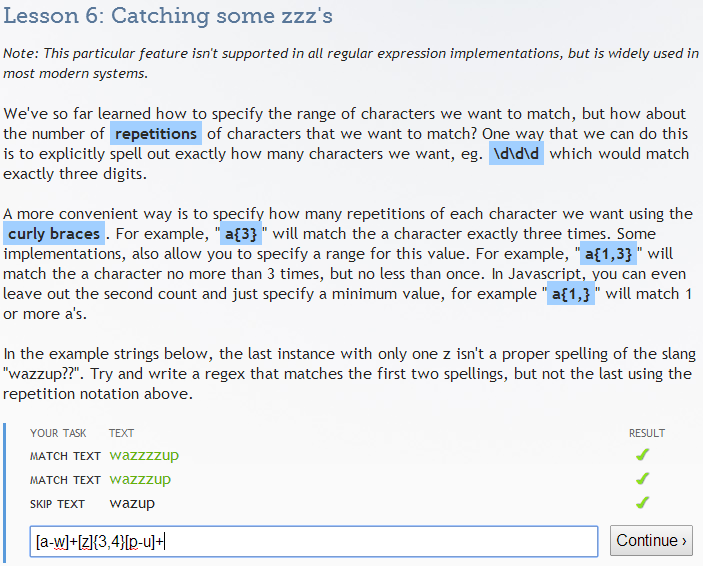 Lesson 6: Catching some zzz's
Note: This particular feature isn't supported in all regular expression implementations, but is widely used in
most modern systems.
We've so far learned how to specify the range of characters we want to match, but how about
the number of repetitions of characters that we want to match? One way that we can do this
is to explicitly spell out exactly how many characters we want, eg. \d\d\d which would match
exactly three digits.
A more convenient way is to specify how many repetitions of each character we want using the
curly braces . For example, " a{3} " will match the a character exactly three times. Some
implementations, also allow you to specify a range for this value. For example, " a{1,3} " will
match the a character no more than 3 times, but no less than once. In Javascript, you can even
leave out the second count and just specify a minimum value, for example " a{1,} " will match 1
or more a's.
In the example strings below, the last instance with only one z isn't a proper spelling of the slang
"wazzup??". Try and write a regex that matches the first two spellings, but not the last using the
repetition notation above.
YOUR TASK TEXT RESULT
MATCH TEXT wazzzzup
MATCH TEXT wazzzup
SKIP TEXT wazup
[a-w]+[z]{3,4}[p-u]+ Continue ›